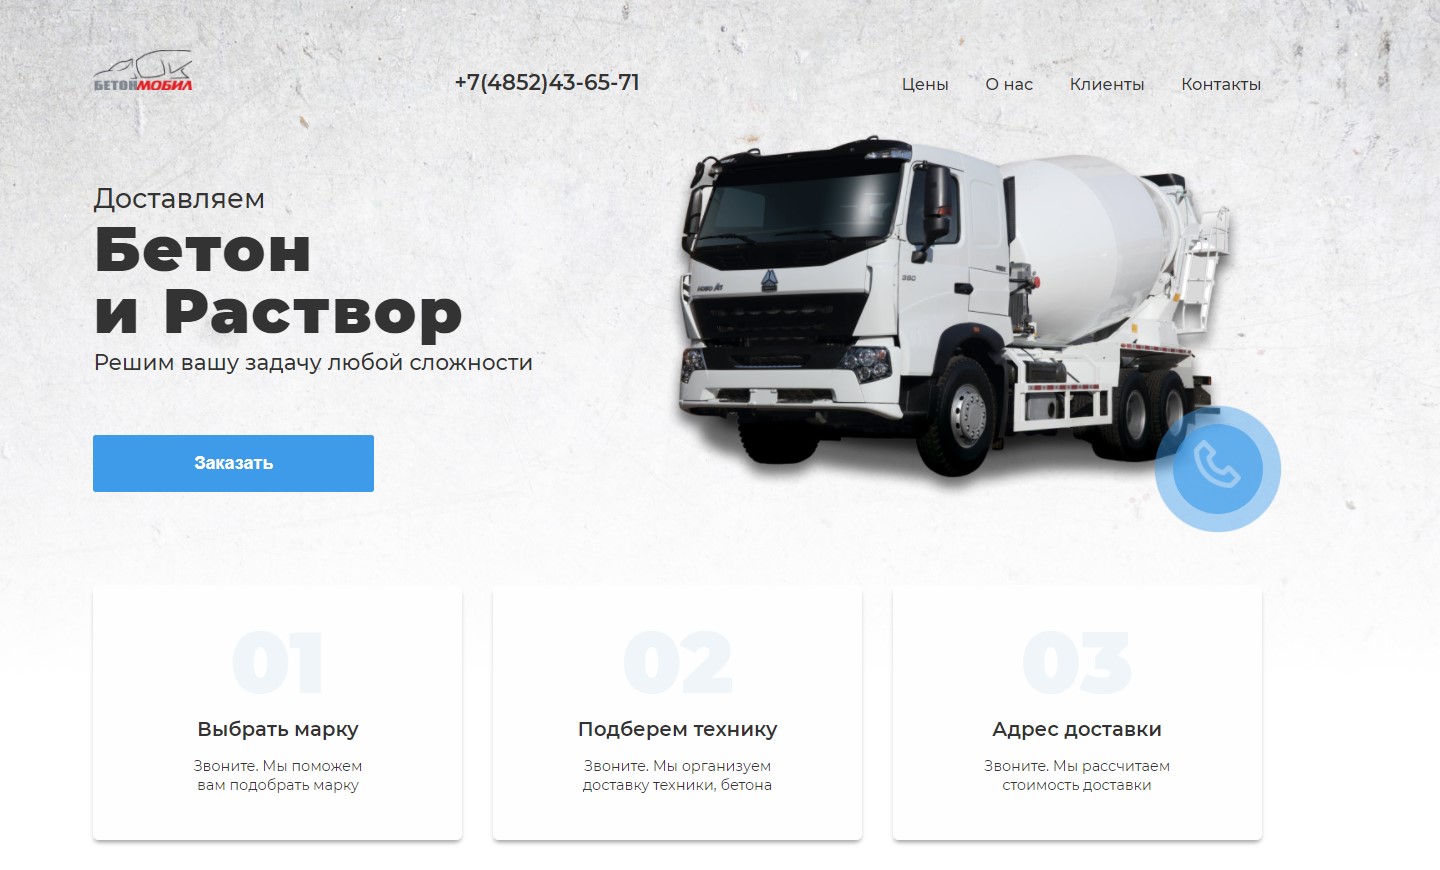 БЕТОНМОБИЛ
+7(4852)43-65-71
Цены О нас Клиенты Контакты
Доставляем
Бетон
и Раствор
Решим вашу задачу любой сложности
Заказать
01
Выбрать марку
Звоните. Мы поможем
вам подобрать марку
02
Подберем технику
Звоните. Мы организуем
доставку техники, бетона
03
Адрес доставки
Звоните. Мы рассчитаем
стоимость доставки